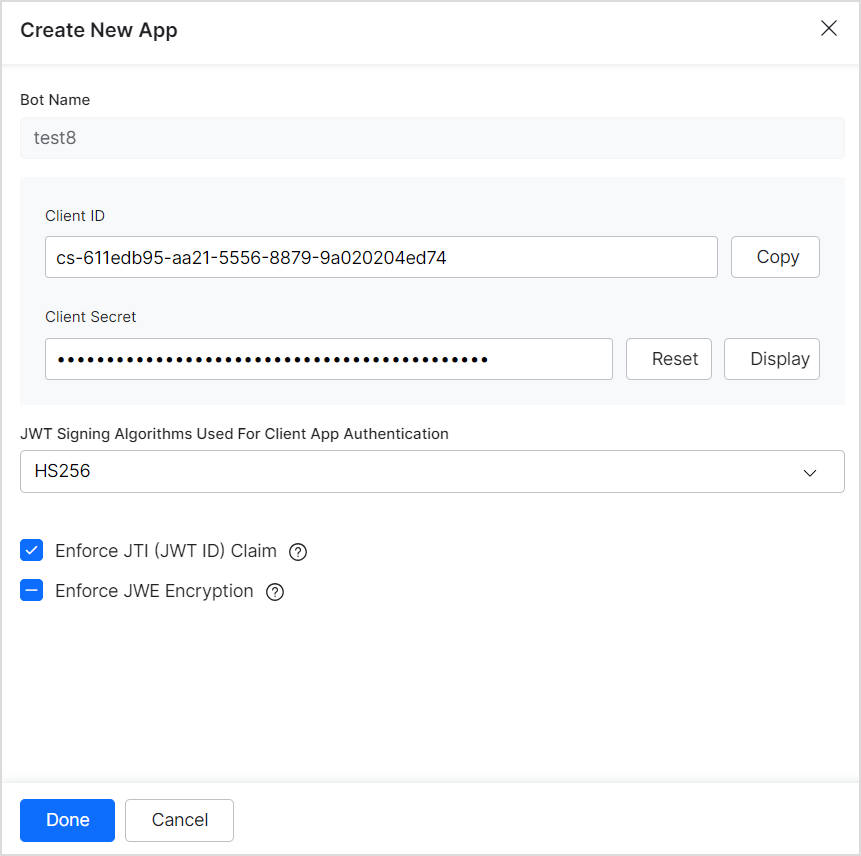 Create New App
Bot Name
test8
Client ID
cs-611edb95-aa21-5556-8879-9a020204ed74 Copy
Client Secret
•••••••••••••••••••••••••••••••••••••••••••• Reset Display
JWT Signing Algorithms Used For Client App Authentication
HS256
Enforce JTI (JWT ID) Claim ?
Enforce JWE Encryption ?
Done Cancel